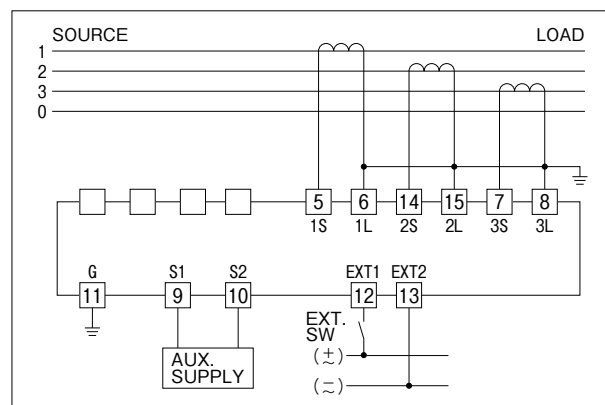 SOURCE LOAD
1
2
3
0
5 6 14 15 7 8
1S 1L 2S 2L 3S 3L
G S1 S2 EXT1 EXT2
11 9 10 12 13
EXT.
SW
AUX.
SUPPLY
(+~)
(−~)